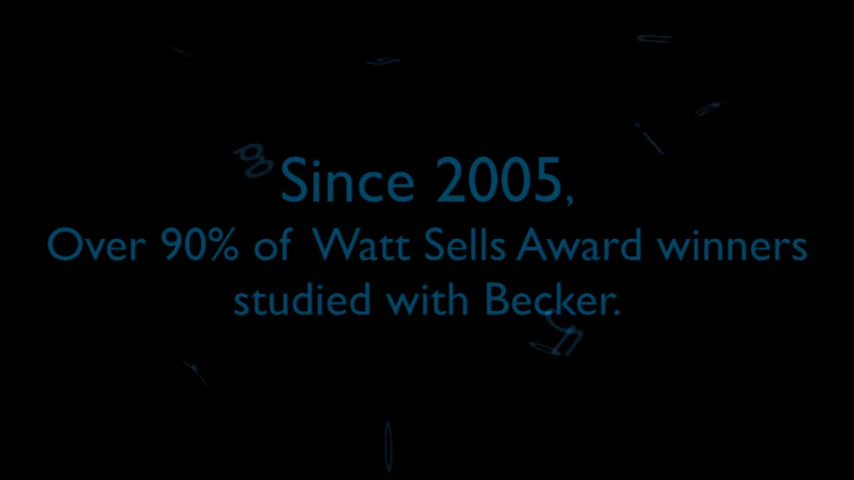 Since 2005,
Over 90% of Watt Sells Award winners
studied with Becker.